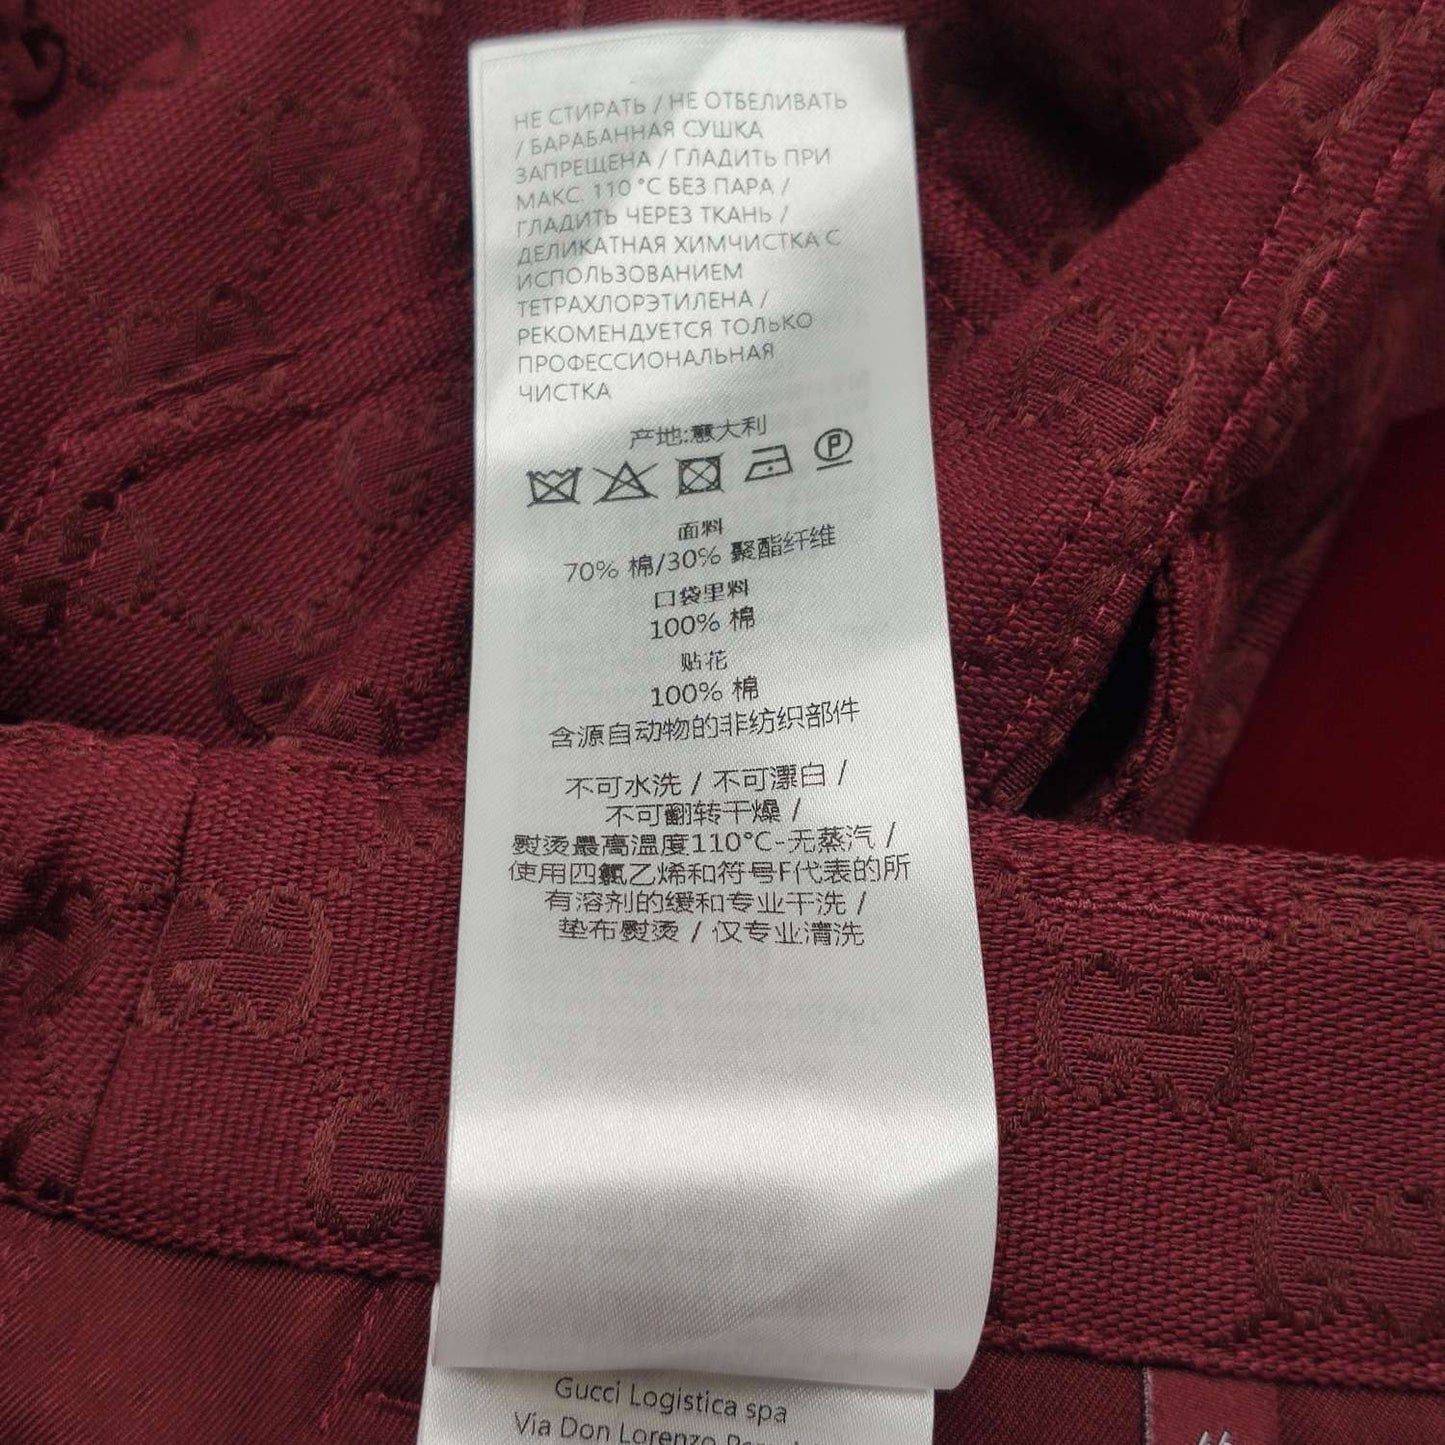 НЕ СТИРАТЬ / НЕ ОТБЕЛИВАТЬ
/ БАРАБАННАЯ СУШКА
ЗАПРЕЩЕНА / ГЛАДИТЬ ПРИ
МАКС. 110 °C БЕЗ ПАРА /
ГЛАДИТЬ ЧЕРЕЗ ТКАНЬ /
ДЕЛИКАТНАЯ ХИМЧИСТКА С
ИСПОЛЬЗОВАНИЕМ
ТЕТРАХЛОРЭТИЛЕНА /
РЕКОМЕНДУЕТСЯ ТОЛЬКО
ПРОФЕССИОНАЛЬНАЯ
ЧИСТКА
产地:意大利
P
面料
70% 棉/30% 聚酯纤维
口袋里料
100% 棉
贴花
100% 棉
含源自动物的非纺织部件
不可水洗 / 不可漂白 /
不可翻转干燥 /
熨烫最高温度110°C-无蒸汽 /
使用四氯乙烯和符号F代表的所
有溶剂的缓和专业干洗 /
垫布熨烫 / 仅专业清洗
Gucci Logistica spa
Via Don Lorenzo